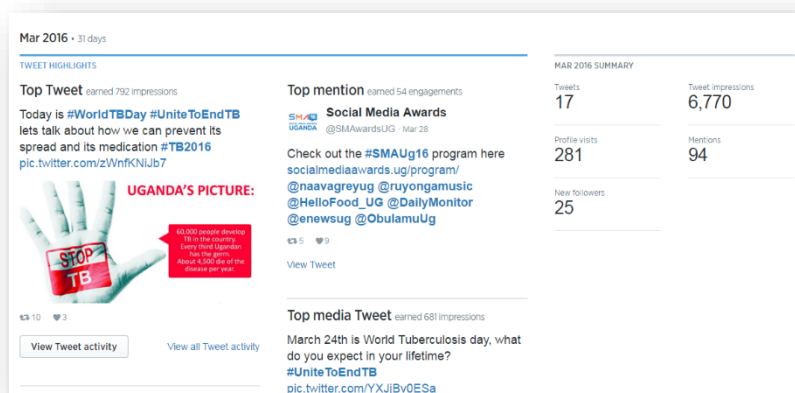 Mar 2016 • 31 days
TWEET HIGHLIGHTS
Top Tweet earned 792 impressions
Today is #WorldTBDay #UniteToEndTB
lets talk about how we can prevent its
spread and its medication #TB2016
pic.twitter.com/zWnfKNiJb7
UGANDA'S PICTURE:
60,000 people develop
TB in the country.
Every third Ugandan
has the germ.
About 4,500 die of the
disease per year.
STOP
TB
10 3
View Tweet activity
View all Tweet activity
Top mention earned 54 engagements
SMAUG
UGANDA
Social Media Awards
@SMAwardsUG · Mar 28
Check out the #SMAUg16 program here
socialmediaawards.ug/program/
@naavagreyug @ruyongamusic
@HelloFood_UG @DailyMonitor
@enewsug @ObulamuUg
5 9
View Tweet
Top media Tweet earned 681 impressions
March 24th is World Tuberculosis day, what
do you expect in your lifetime?
#UniteToEndTB
pic.twitter.com/YXJiBv0ESa
MAR 2016 SUMMARY
Tweets
17
Tweet impressions
6,770
Profile visits
281
Mentions
94
New followers
25